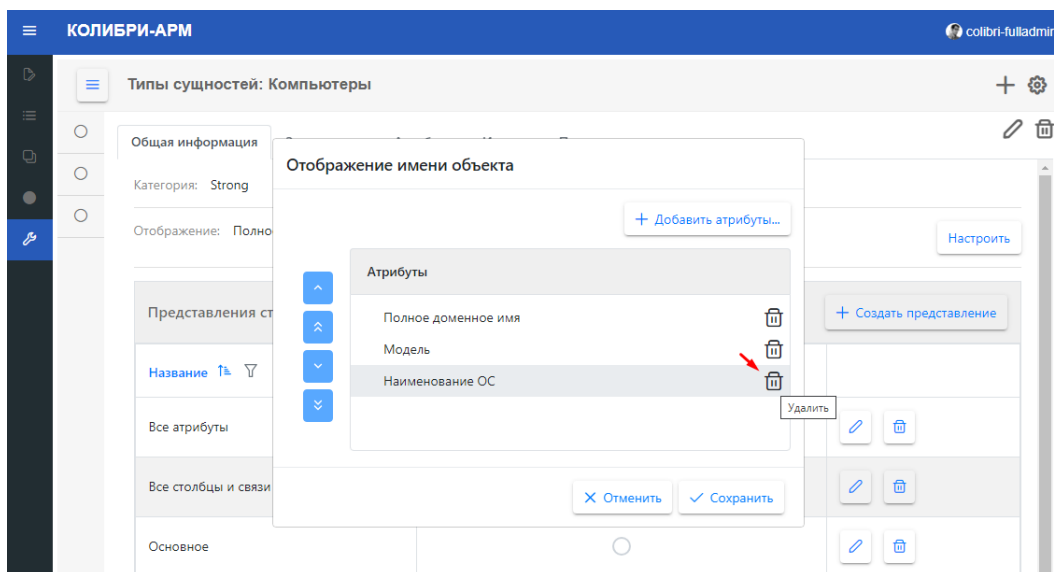 КОЛИБРИ-АРМ
colibri-fulladmin
Типы сущностей: Компьютеры
Общая информация
Отображение имени объекта
Категория: Strong
+ Добавить атрибуты...
Отображение:
Настроить
Атрибуты
Представления
+ Создать представление
Полное доменное имя
Модель
Название
Наименование ОС
Удалить
Все атрибуты
Все столбцы и связи
Отменить
Сохранить
Основное